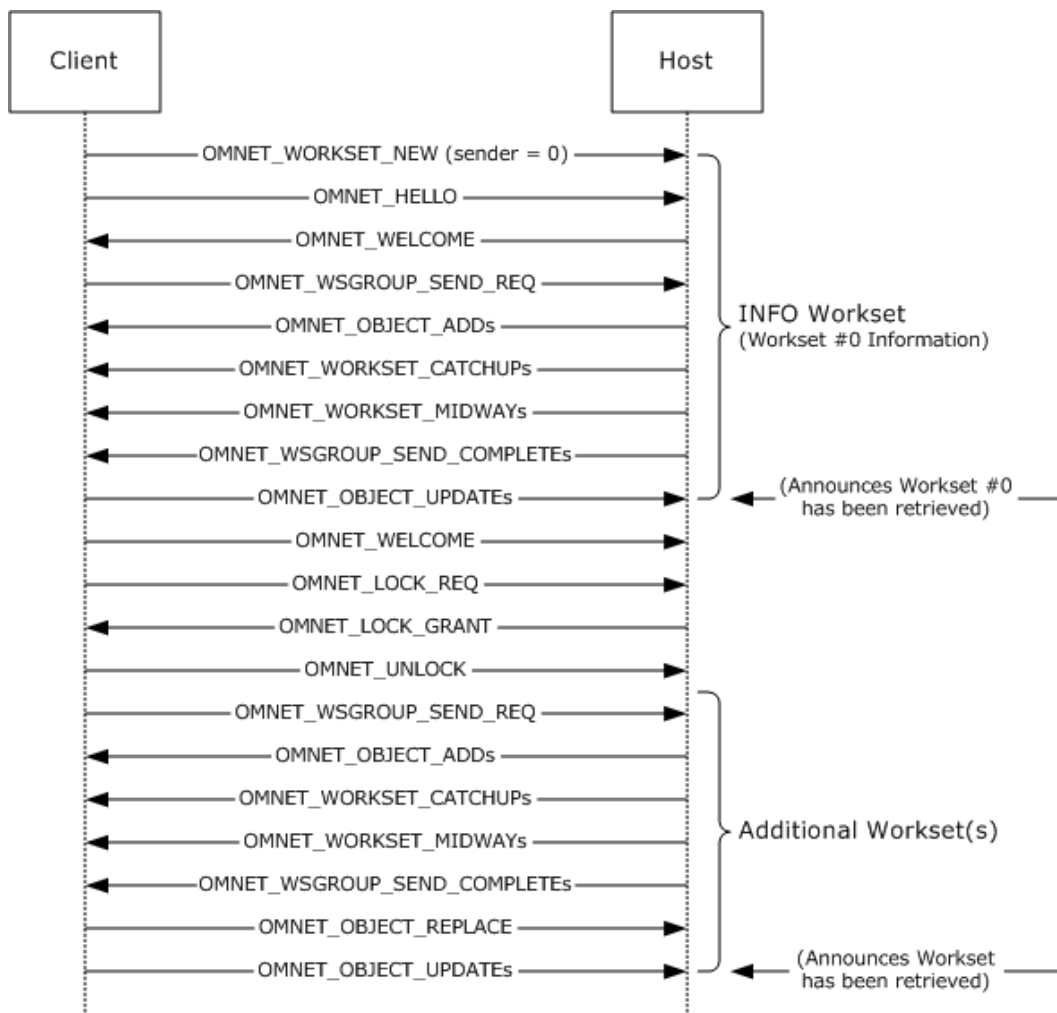 Client
Host
OMNET_WORKSET_NEW (sender = 0)
OMNET_HELLO
OMNET_WELCOME
OMNET_WSGROUP_SEND_REQ
OMNET_OBJECT_ADDs
OMNET_WORKSET_CATCHUPs
OMNET_WORKSET_MIDWAYs
OMNET_WSGROUP_SEND_COMPLETEs
OMNET_OBJECT_UPDATEs
INFO Workset
(Workset #0 Information)
(Announces Workset #0
has been retrieved)
OMNET_WELCOME
OMNET_LOCK_REQ
OMNET_LOCK_GRANT
OMNET_UNLOCK
OMNET_WSGROUP_SEND_REQ
OMNET_OBJECT_ADDs
OMNET_WORKSET_CATCHUPs
OMNET_WORKSET_MIDWAYs
OMNET_WSGROUP_SEND_COMPLETEs
OMNET_OBJECT_REPLACE
OMNET_OBJECT_UPDATEs
Additional Workset(s)
(Announces Workset
has been retrieved)